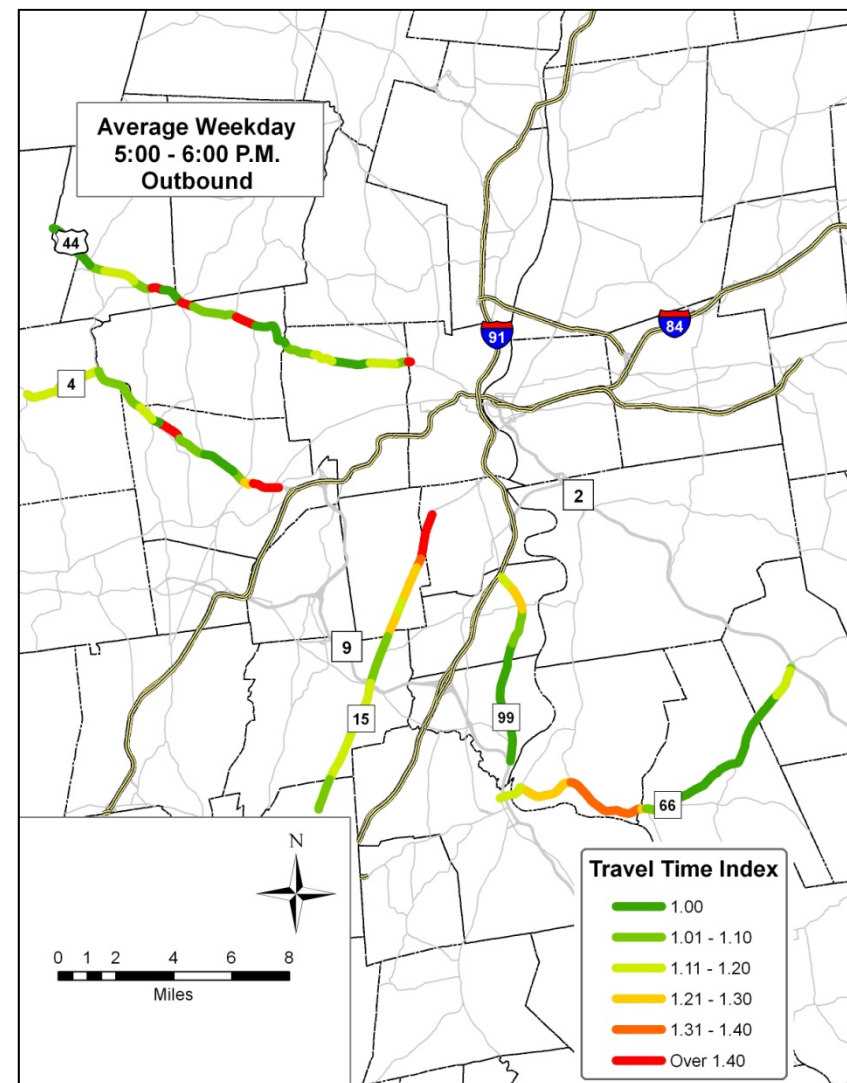 Average Weekday
5:00 - 6:00 P.M.
Outbound
44
91
84
4
2
9
15
99
66
N
0 1 2 4 6 8
Miles
Travel Time Index
1.00
1.01 - 1.10
1.11 - 1.20
1.21 - 1.30
1.31 - 1.40
Over 1.40